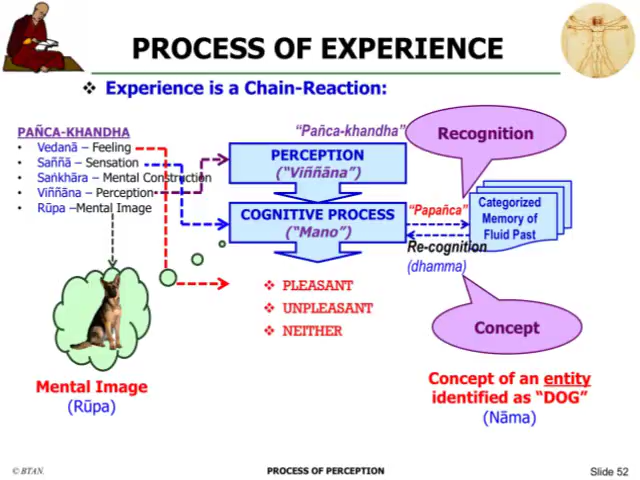 PROCESS OF EXPERIENCE
❖ Experience is a Chain-Reaction:
PAÑCA-KHANDHA
• Vedanā – Feeling
• Saññā – Sensation
• Saṅkhāra – Mental Construction
• Viññāna – Perception
• Rūpa –Mental Image
“Pañca-khandha”
PERCEPTION
(“Viññāna”)
COGNITIVE PROCESS
(“Mano”)
❖ PLEASANT
❖ UNPLEASANT
❖ NEITHER
Recognition
“Papañca”
Categorized
Memory of
Fluid Past
Re-cognition
(dhamma)
Concept
Mental Image
(Rūpa)
Concept of an entity
identified as “DOG”
(Nāma)
© BTAN.
PROCESS OF PERCEPTION
Slide 52